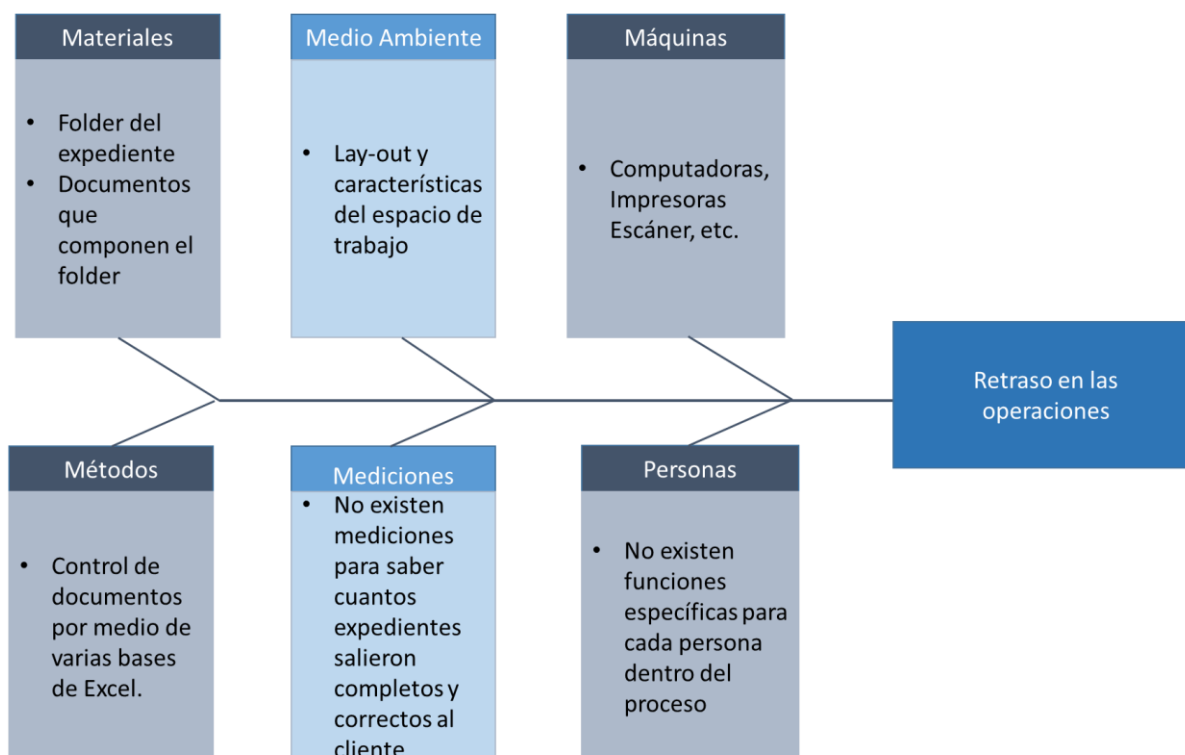 Materiales
• Folder del
expediente
• Documentos
que
componen el
folder
Medio Ambiente
• Lay-out y
características
del espacio de
trabajo
Máquinas
• Computadoras,
Impresoras
Escáner, etc.
Retraso en las
operaciones
Métodos
• Control de
documentos
por medio de
varias bases
de Excel.
Mediciones
• No existen
mediciones
para saber
cuantos
expedientes
salieron
completos y
correctos al
cliente
Personas
• No existen
funciones
específicas para
cada persona
dentro del
proceso